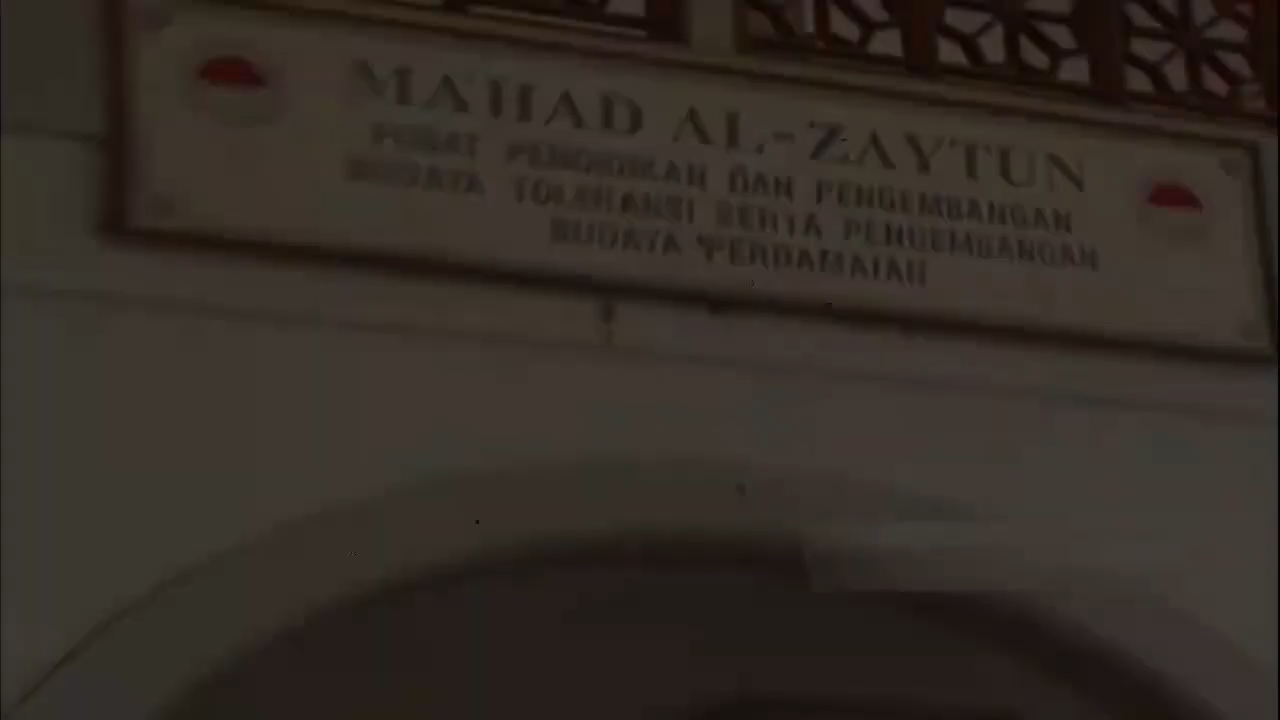 MAHAD AL-ZAYTUN
PUSAT PENDIDIKAN DAN PENGEMBANGAN
BUDAYA TOLERANSI SERTA PENGEMBANGAN
BUDAYA PERDAMAIAN